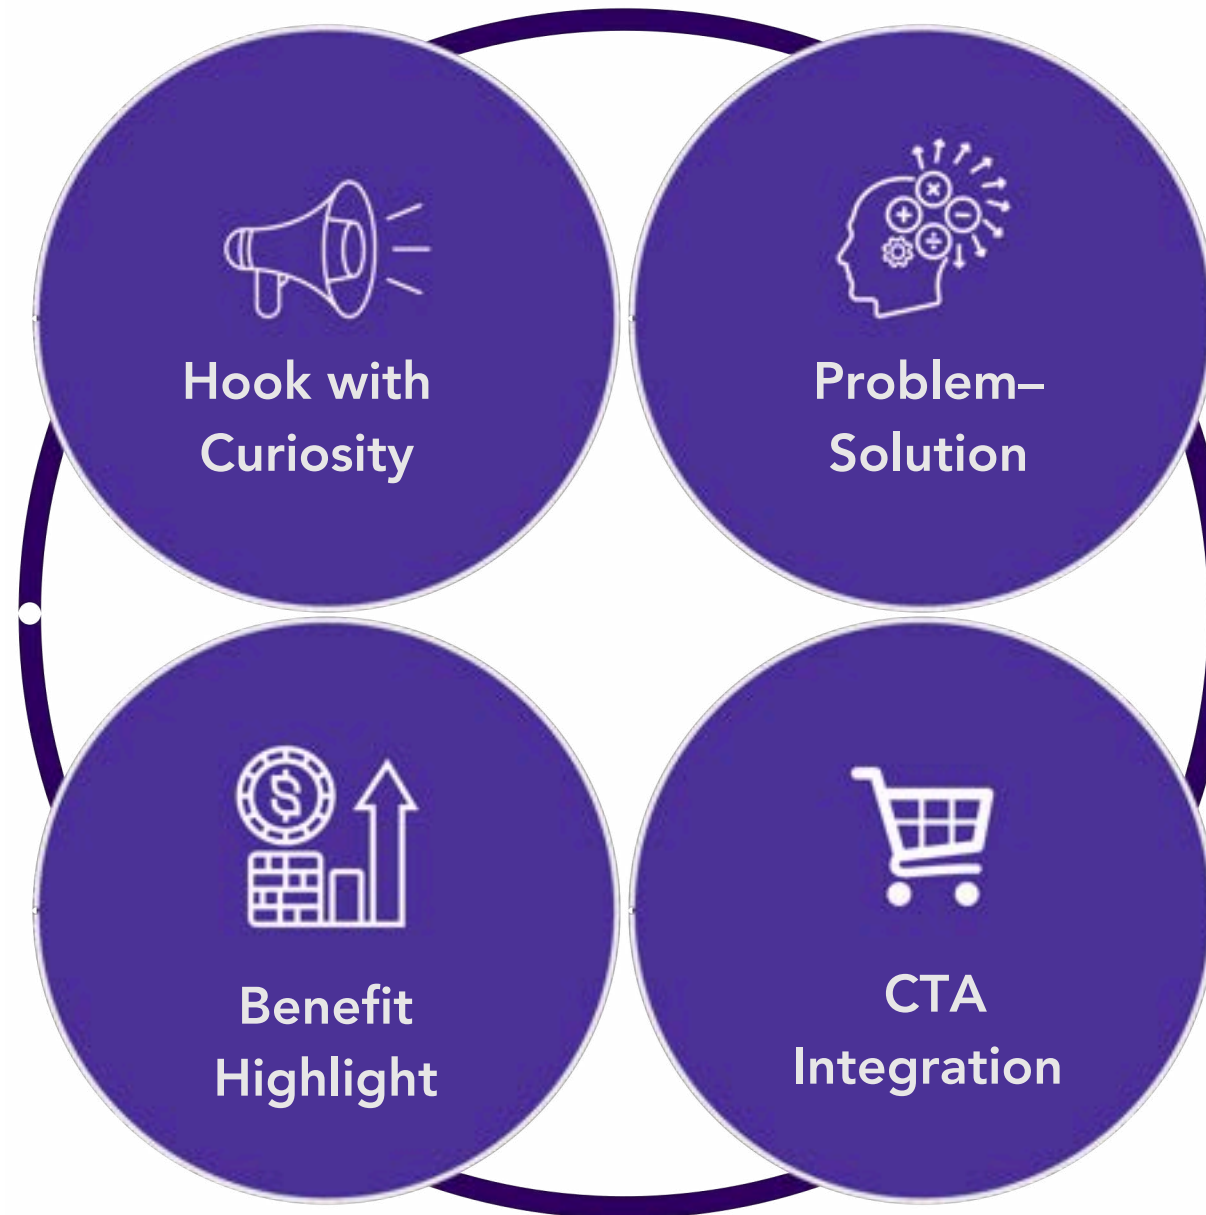 Hook with
Curiosity
Problem–
Solution
Benefit
Highlight
CTA
Integration